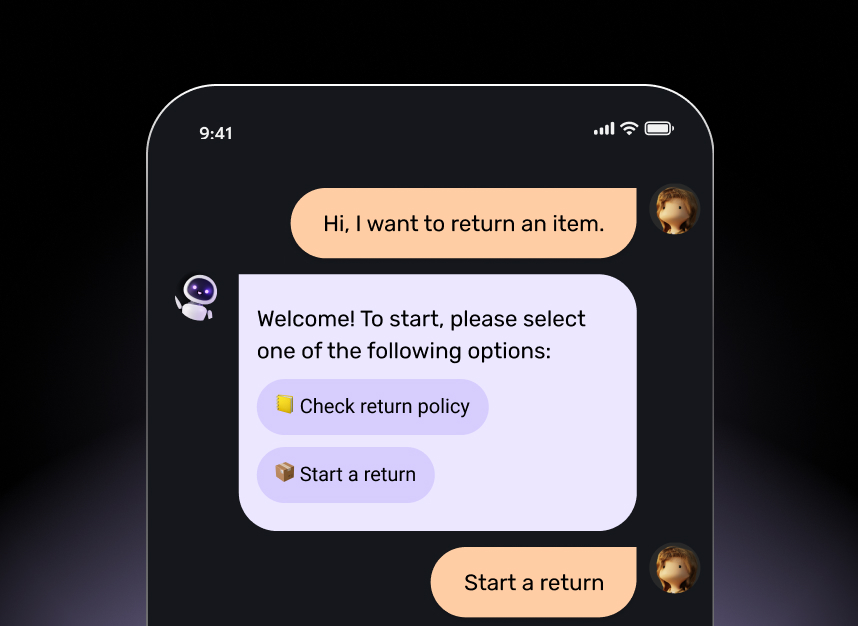 9:41
Hi, I want to return an item.
Welcome! To start, please select
one of the following options:
Check return policy
Start a return
Start a return